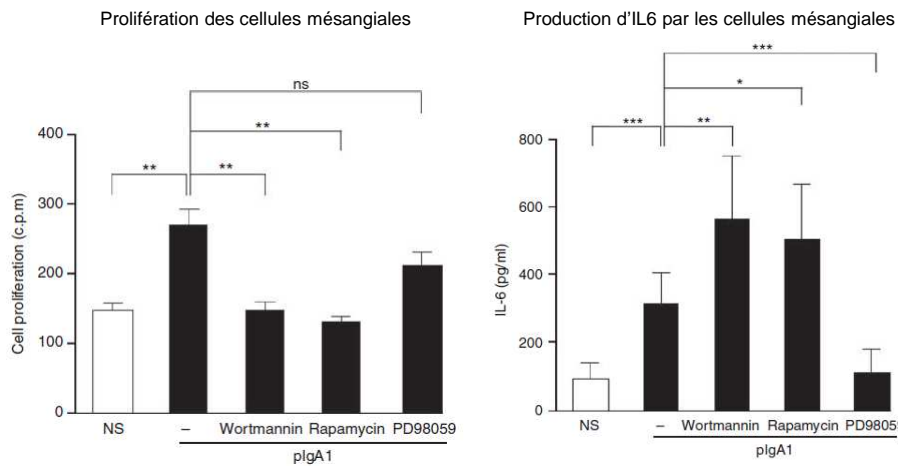 Prolifération des cellules mésangiales
ns
**
**
**
400
300
200
100
0
Cell proliferation (c.p.m)
NS
–
Wortmannin
Rapamycin
PD98059
pIgA1
Production d'IL6 par les cellules mésangiales
***
*
***
**
800
600
400
200
0
IL-6 (pg/ml)
NS
–
Wortmannin
Rapamycin
PD98059
pIgA1